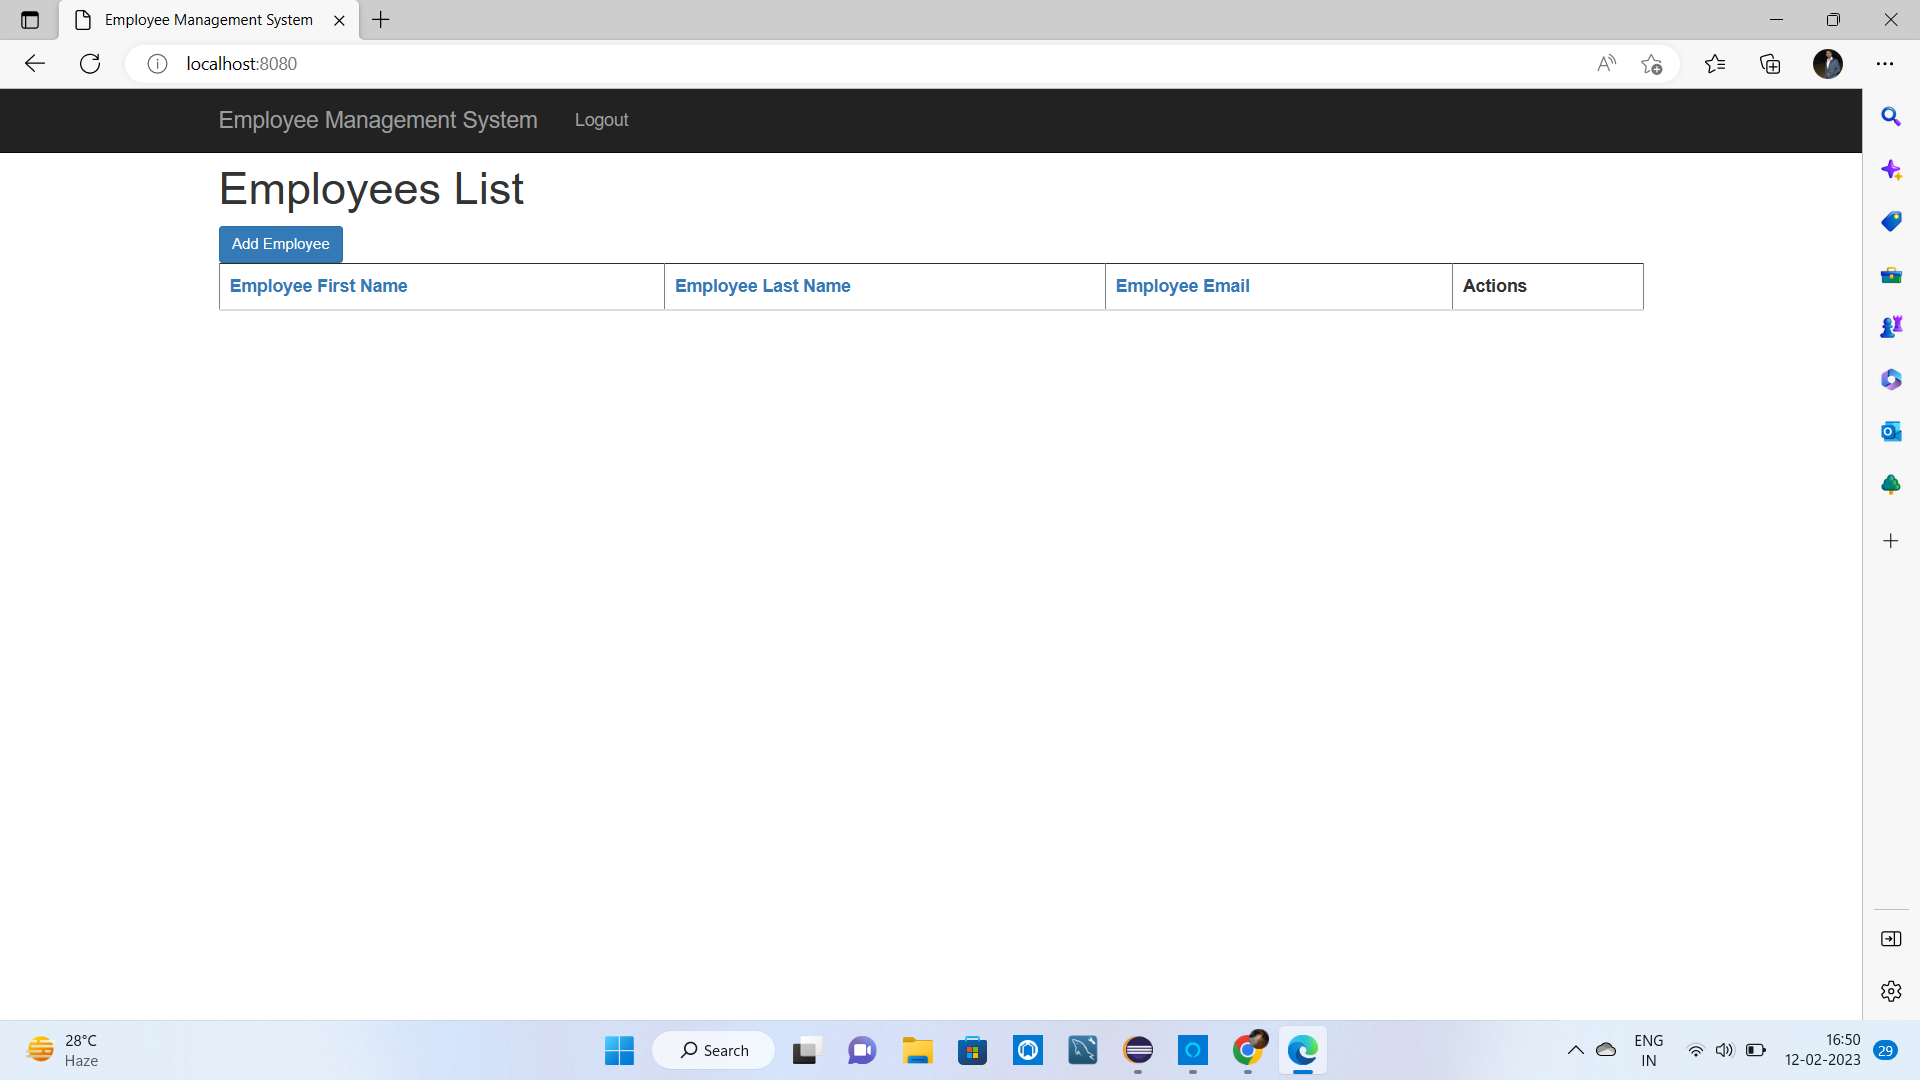 Employee Management System
localhost:8080
Employee Management System Logout
Employees List
Add Employee
Employee First Name Employee Last Name Employee Email Actions
28°C
Haze
Search
ENG
IN
16:50
12-02-2023
29